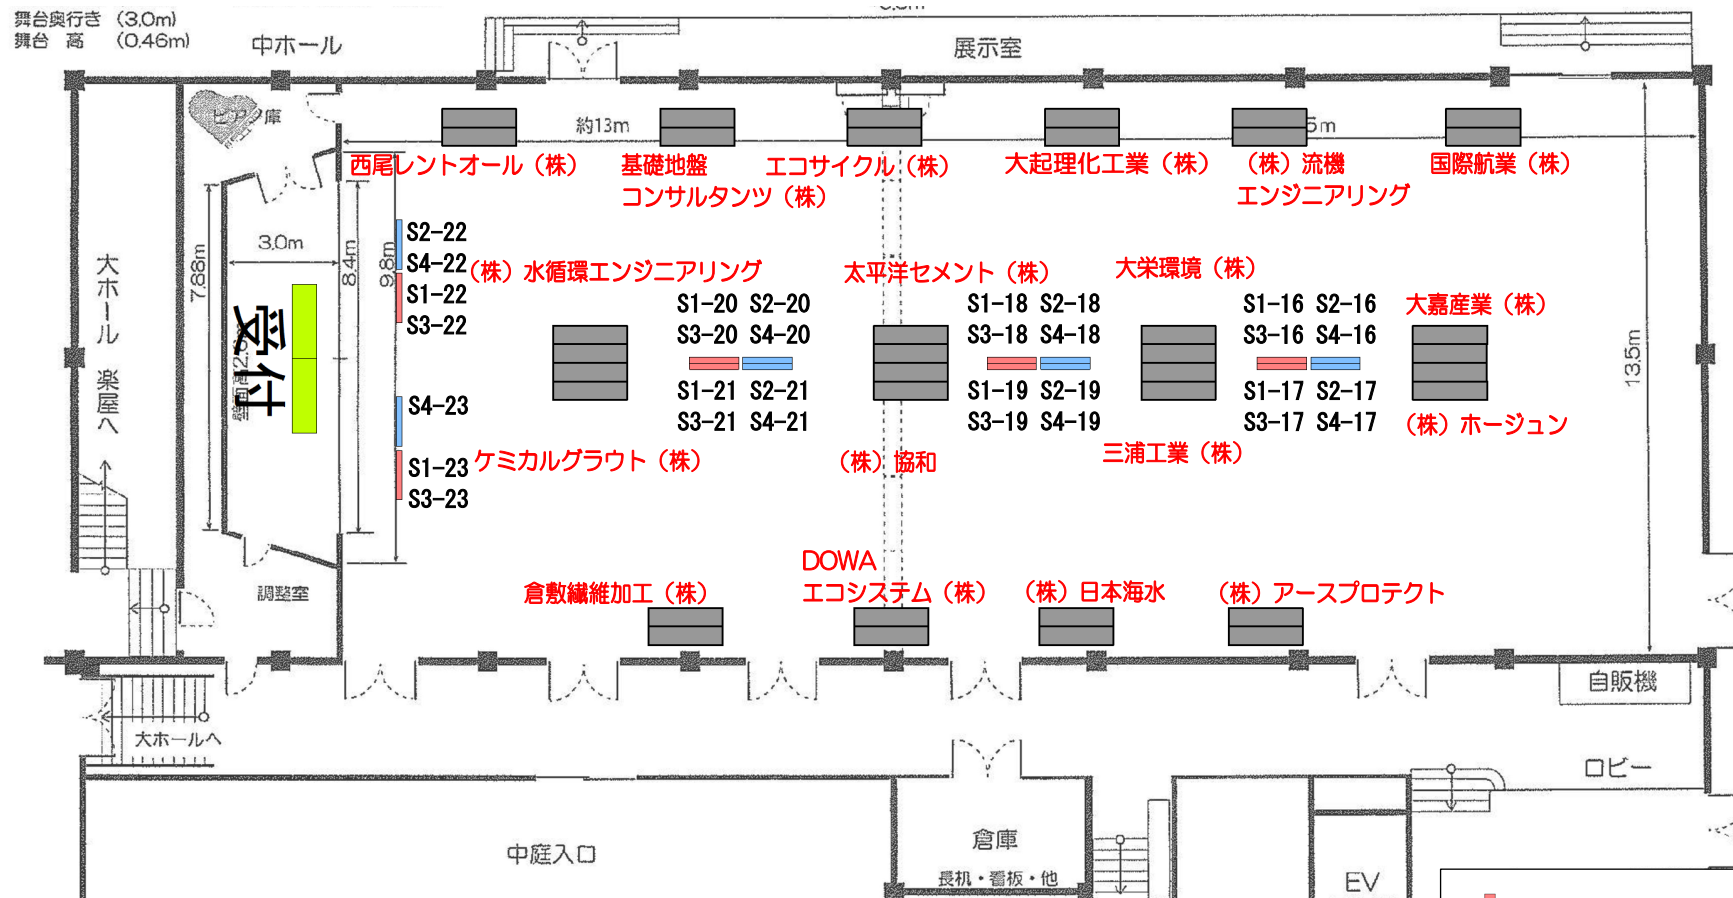 舞台奥行き (3.0m)
舞台 高 (0.46m)
中ホール
展示室
ピアノ庫
約13m
5m
西尾レントオール（株）
基礎地盤
コンサルタンツ（株）
エコサイクル（株）
大起理化工業（株）
（株）流機
エンジニアリング
国際航業（株）
S2-22
S4-22
S1-22
S3-22
3.0m
7.88m
8.4m
9.8m
大ホール 楽屋へ
受付
（株）水循環エンジニアリング
太平洋セメント（株）
大栄環境（株）
大嘉産業（株）
S1-20 S2-20
S3-20 S4-20
S1-21 S2-21
S3-21 S4-21
S1-18 S2-18
S3-18 S4-18
S1-19 S2-19
S3-19 S4-19
S1-16 S2-16
S3-16 S4-16
S1-17 S2-17
S3-17 S4-17
13.5m
S4-23
S1-23
S3-23
ケミカルグラウト（株）
（株）協和
三浦工業（株）
（株）ホージュン
調整室
倉敷繊維加工（株）
DOWA
エコシステム（株）
（株）日本海水
（株）アースプロテクト
自販機
大ホールへ
ロビー
中庭入口
倉庫
長机・看板・他
EV